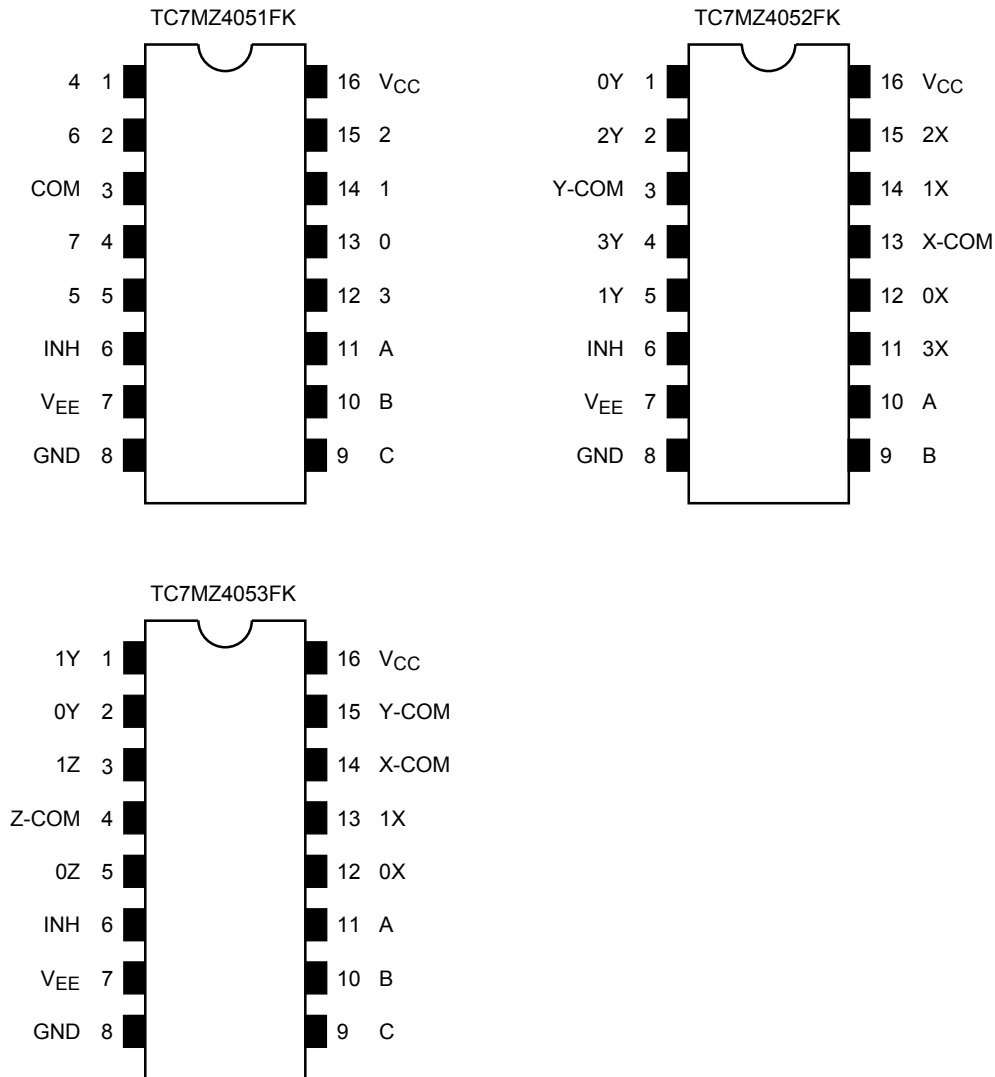 TC7MZ4051FK
4 1 16 VCC
6 2 15 2
COM 3 14 1
7 4 13 0
5 5 12 3
INH 6 11 A
VEE 7 10 B
GND 8 9 C
TC7MZ4052FK
0Y 1 16 VCC
2Y 2 15 2X
Y-COM 3 14 1X
3Y 4 13 X-COM
1Y 5 12 0X
INH 6 11 3X
VEE 7 10 A
GND 8 9 B
TC7MZ4053FK
1Y 1 16 VCC
0Y 2 15 Y-COM
1Z 3 14 X-COM
Z-COM 4 13 1X
0Z 5 12 0X
INH 6 11 A
VEE 7 10 B
GND 8 9 C